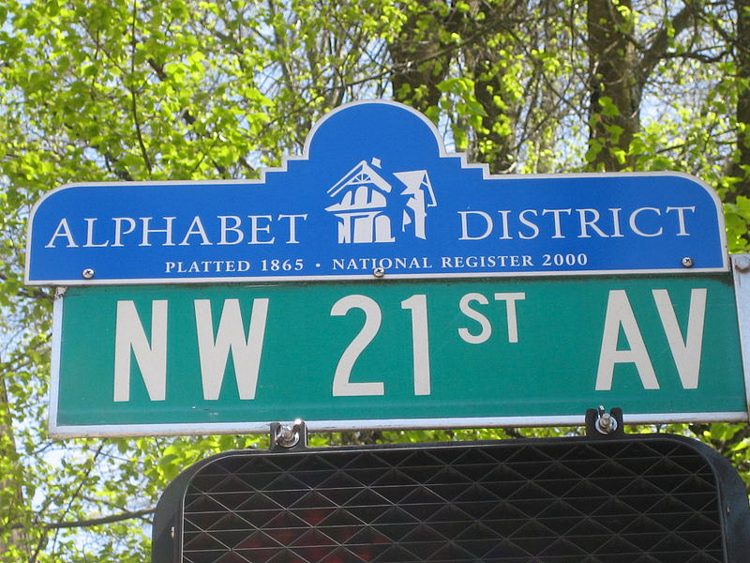 ALPHABET DISTRICT
PLATTED 1865 · NATIONAL REGISTER 2000
NW 21ST AV